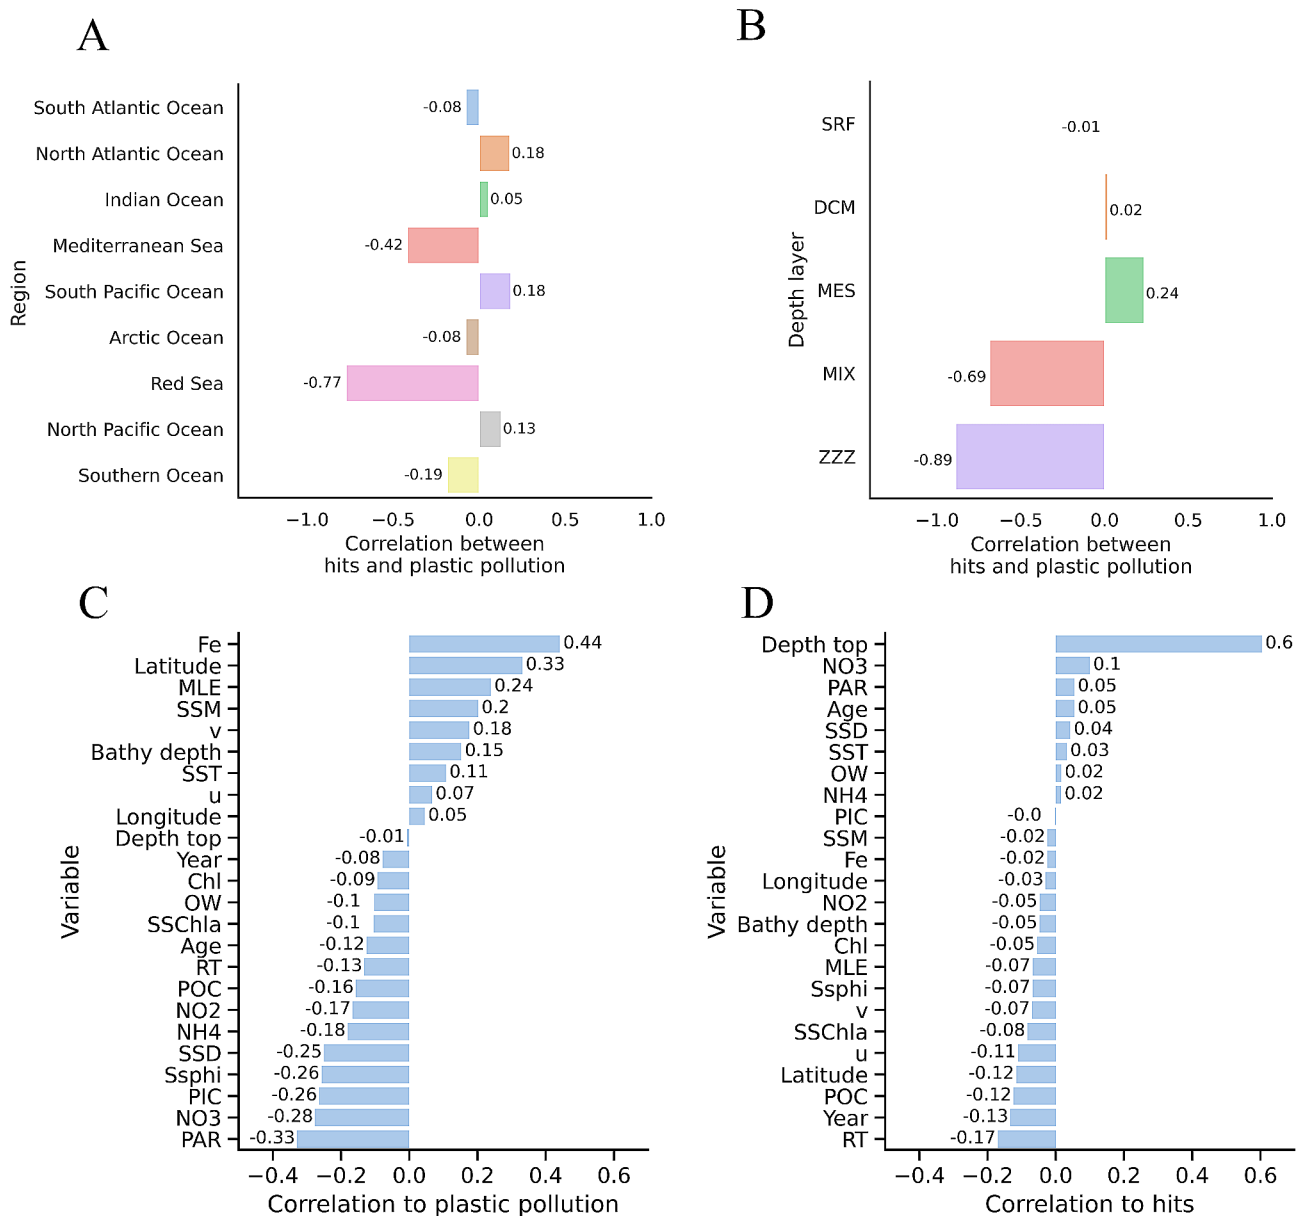 A
South Atlantic Ocean -0.08
North Atlantic Ocean 0.18
Indian Ocean 0.05
Mediterranean Sea -0.42
South Pacific Ocean 0.18
Arctic Ocean -0.08
Red Sea -0.77
North Pacific Ocean 0.13
Southern Ocean -0.19
Region
−1.0 −0.5 0.0 0.5 1.0
Correlation between
hits and plastic pollution
B
SRF -0.01
DCM 0.02
MES 0.24
MIX -0.69
ZZZ -0.89
Depth layer
−1.0 −0.5 0.0 0.5 1.0
Correlation between
hits and plastic pollution
C
Fe 0.44
Latitude 0.33
MLE 0.24
SSM 0.2
v 0.18
Bathy depth 0.15
SST 0.11
u 0.07
Longitude 0.05
Depth top -0.01
Year -0.08
Chl -0.09
OW -0.1
SSChla -0.1
Age -0.12
RT -0.13
POC -0.16
NO2 -0.17
NH4 -0.18
SSD -0.25
Ssphi -0.26
PIC -0.26
NO3 -0.28
PAR -0.33
Variable
−0.4 −0.2 0.0 0.2 0.4 0.6
Correlation to plastic pollution
D
Depth top 0.6
NO3 0.1
PAR 0.05
Age 0.05
SSD 0.04
SST 0.03
OW 0.02
NH4 0.02
PIC -0.0
SSM -0.02
Fe -0.02
Longitude -0.03
NO2 -0.05
Bathy depth -0.05
Chl -0.05
MLE -0.07
Ssphi -0.07
v -0.07
SSChla -0.08
u -0.11
Latitude -0.12
POC -0.12
Year -0.13
RT -0.17
Variable
−0.4 −0.2 0.0 0.2 0.4 0.6
Correlation to hits